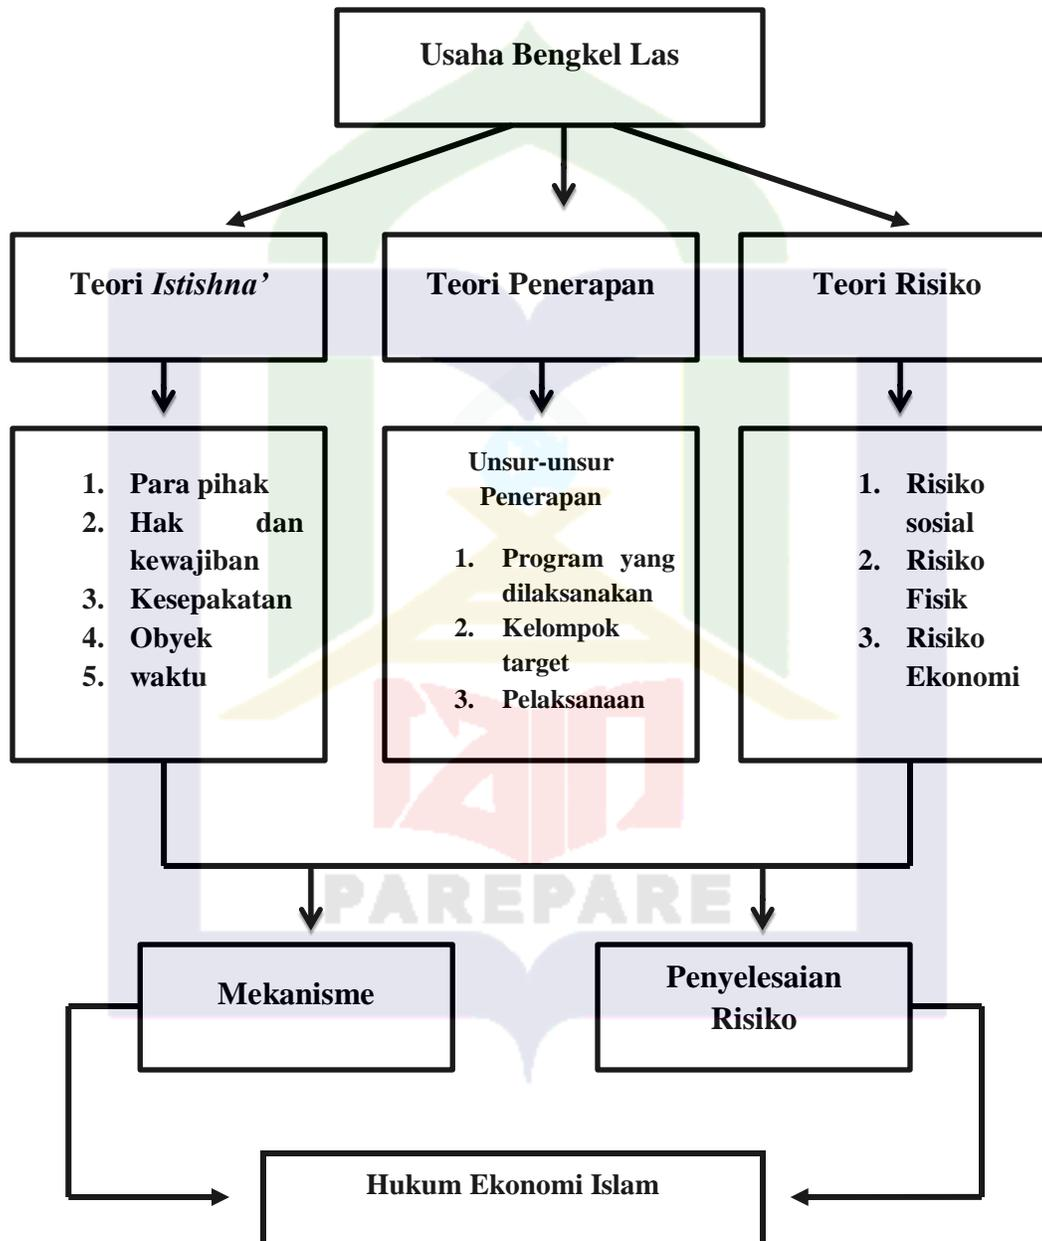 Usaha Bengkel Las
Teori Istishna’
Teori Penerapan
Teori Risiko
1. Para pihak
2. Hak dan
kewajiban
3. Kesepakatan
4. Obyek
5. waktu
Unsur-unsur
Penerapan
1. Program yang
dilaksanakan
2. Kelompok
target
3. Pelaksanaan
1. Risiko
sosial
2. Risiko
Fisik
3. Risiko
Ekonomi
PAREPARE
Mekanisme
Penyelesaian
Risiko
Hukum Ekonomi Islam